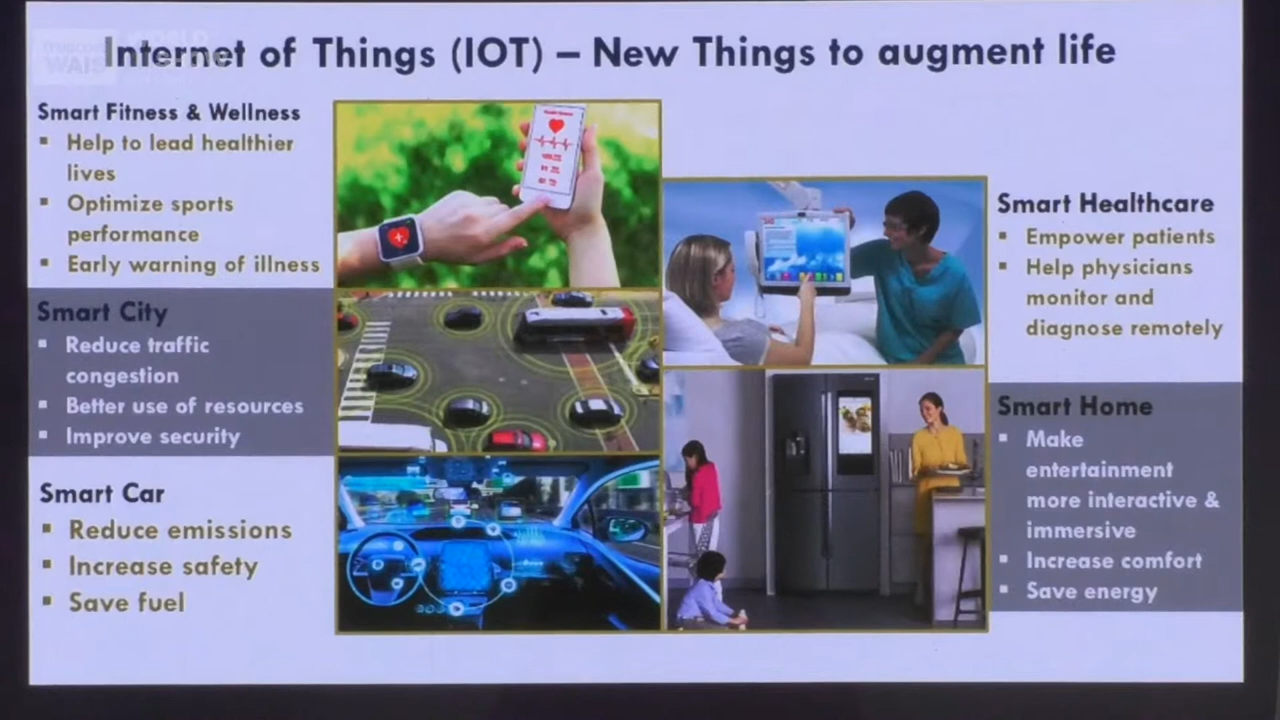 Internet of Things (IOT) – New Things to augment life
Smart Fitness & Wellness
▪ Help to lead healthier
lives
▪ Optimize sports
performance
▪ Early warning of illness
Smart City
▪ Reduce traffic
congestion
▪ Better use of resources
▪ Improve security
Smart Car
▪ Reduce emissions
▪ Increase safety
▪ Save fuel
Smart Healthcare
▪ Empower patients
▪ Help physicians
monitor and
diagnose remotely
Smart Home
▪ Make
entertainment
more interactive &
immersive
▪ Increase comfort
▪ Save energy